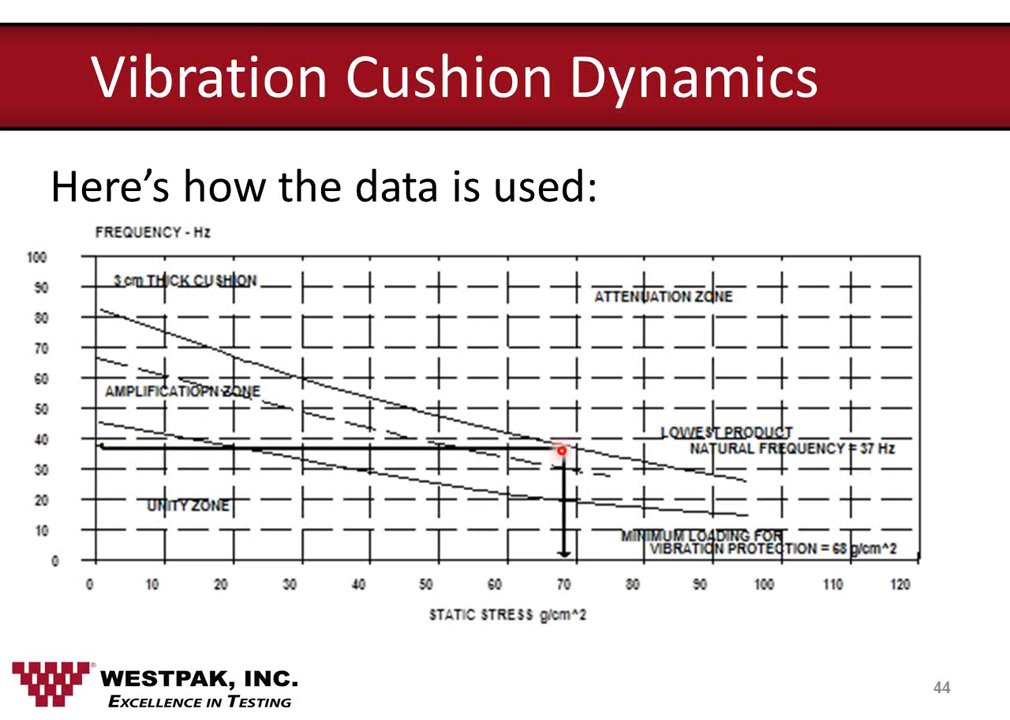 Vibration Cushion Dynamics
Here's how the data is used:
FREQUENCY - Hz
100
90
80
70
60
50
40
30
20
10
0
3 cm THICK CUSHION
ATTENUATION ZONE
AMPLIFICATIOPN ZONE
LOWEST PRODUCT
NATURAL FREQUENCY = 37 Hz
UNITY ZONE
MINIMUM LOADING FOR
VIBRATION PROTECTION = 68 g/cm^2
0 10 20 30 40 50 60 70 80 90 100 110 120
STATIC STRESS g/cm^2
WESTPAK, INC.
EXCELLENCE IN TESTING
44